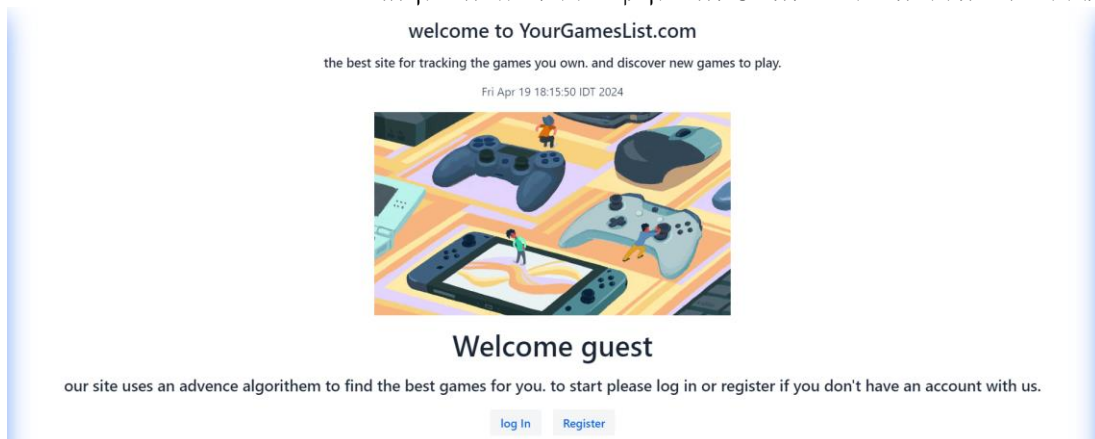 welcome to YourGamesList.com
the best site for tracking the games you own. and discover new games to play.
Fri Apr 19 18:15:50 IDT 2024
Welcome guest
our site uses an advence algorithem to find the best games for you. to start please log in or register if you don't have an account with us.
log In
Register